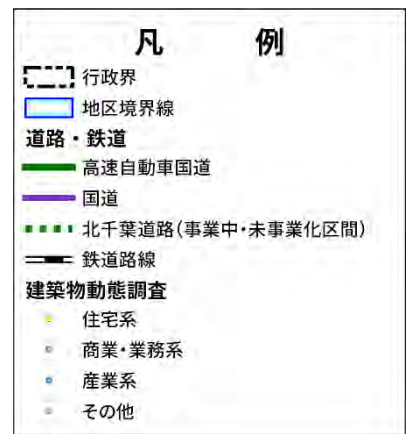 凡 例
行政界
地区境界線
道路・鉄道
高速自動車国道
国道
北千葉道路(事業中・未事業化区間)
鉄道路線
建築物動態調査
住宅系
商業・業務系
産業系
その他